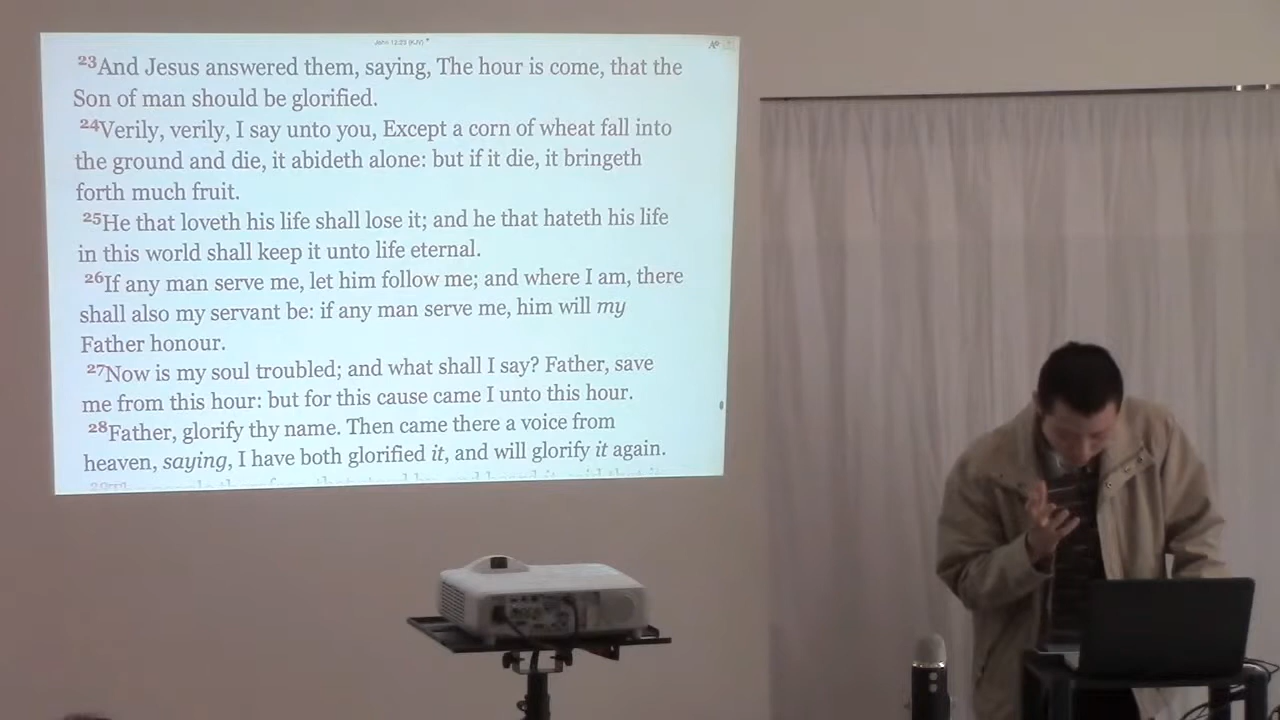 John 12:23 (KJV)
23And Jesus answered them, saying, The hour is come, that the
Son of man should be glorified.
24Verily, verily, I say unto you, Except a corn of wheat fall into
the ground and die, it abideth alone: but if it die, it bringeth
forth much fruit.
25He that loveth his life shall lose it; and he that hateth his life
in this world shall keep it unto life eternal.
26If any man serve me, let him follow me; and where I am, there
shall also my servant be: if any man serve me, him will my
Father honour.
27Now is my soul troubled; and what shall I say? Father, save
me from this hour: but for this cause came I unto this hour.
28Father, glorify thy name. Then came there a voice from
heaven, saying, I have both glorified it, and will glorify it again.